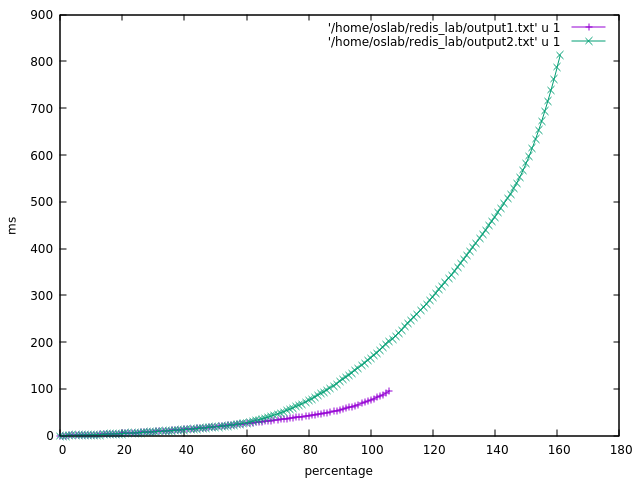 '/home/oslab/redis_lab/output1.txt' u 1
'/home/oslab/redis_lab/output2.txt' u 1
900
800
700
600
500
400
300
200
100
0
ms
0 20 40 60 80 100 120 140 160 180
percentage